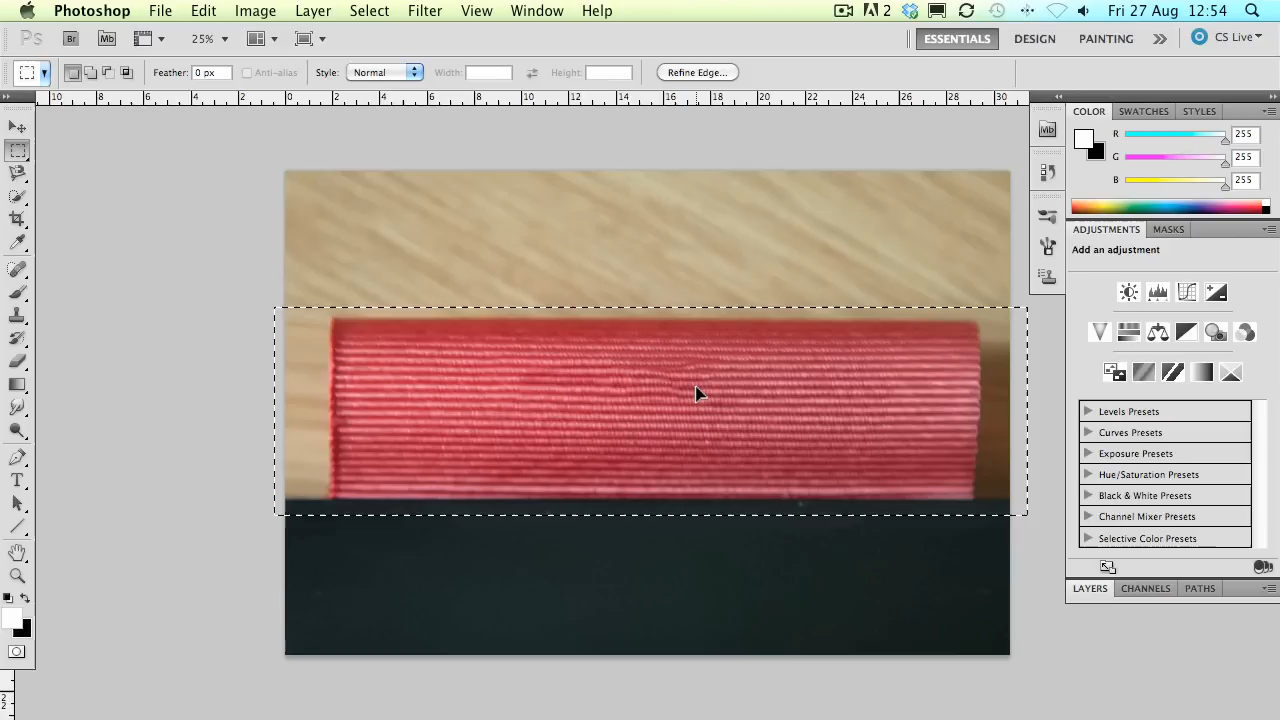 Photoshop File Edit Image Layer Select Filter View Window Help 2 Fri 27 Aug 12:54
Ps Br Mb 25% ESSENTIALS DESIGN PAINTING CS Live
Feather: 0 px Anti-alias Style: Normal Width: Height: Refine Edge...
10 8 6 4 2 0 2 4 6 8 10 12 14 16 18 20 22 24 26 28 30
Mb
COLOR SWATCHES STYLES
R 255
G 255
B 255
ADJUSTMENTS MASKS
Add an adjustment
Levels Presets
Curves Presets
Exposure Presets
Hue/Saturation Presets
Black & White Presets
Channel Mixer Presets
Selective Color Presets
LAYERS CHANNELS PATHS
T
2